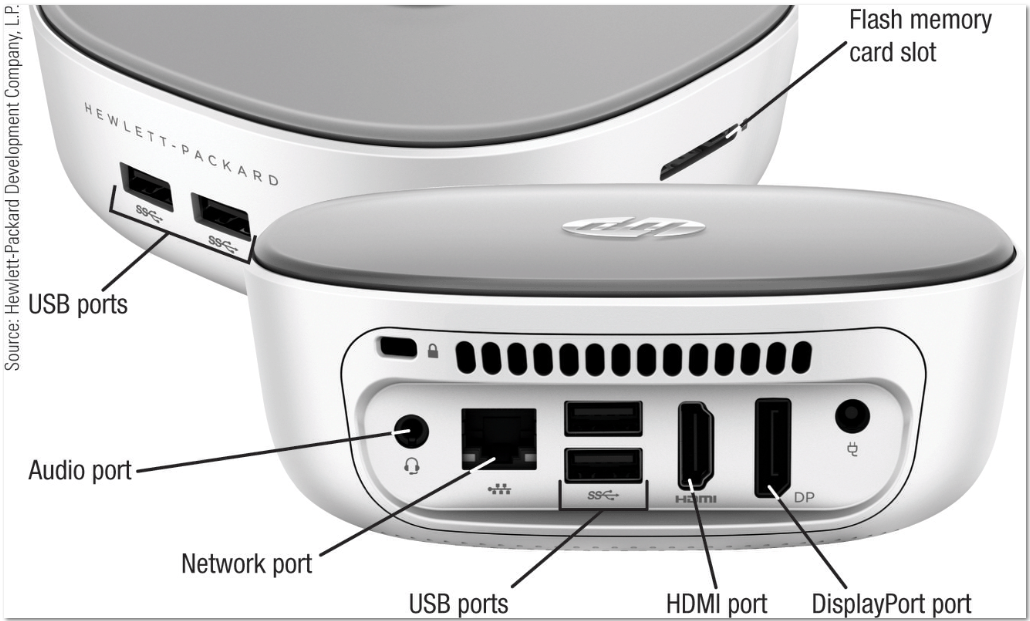 Source: Hewlett-Packard Development Company, L.P.
Flash memory
card slot
HEWLETT-PACKARD
SS
SS
USB ports
hp
Audio port
SS
HDMI
DP
Network port
USB ports
HDMI port
DisplayPort port